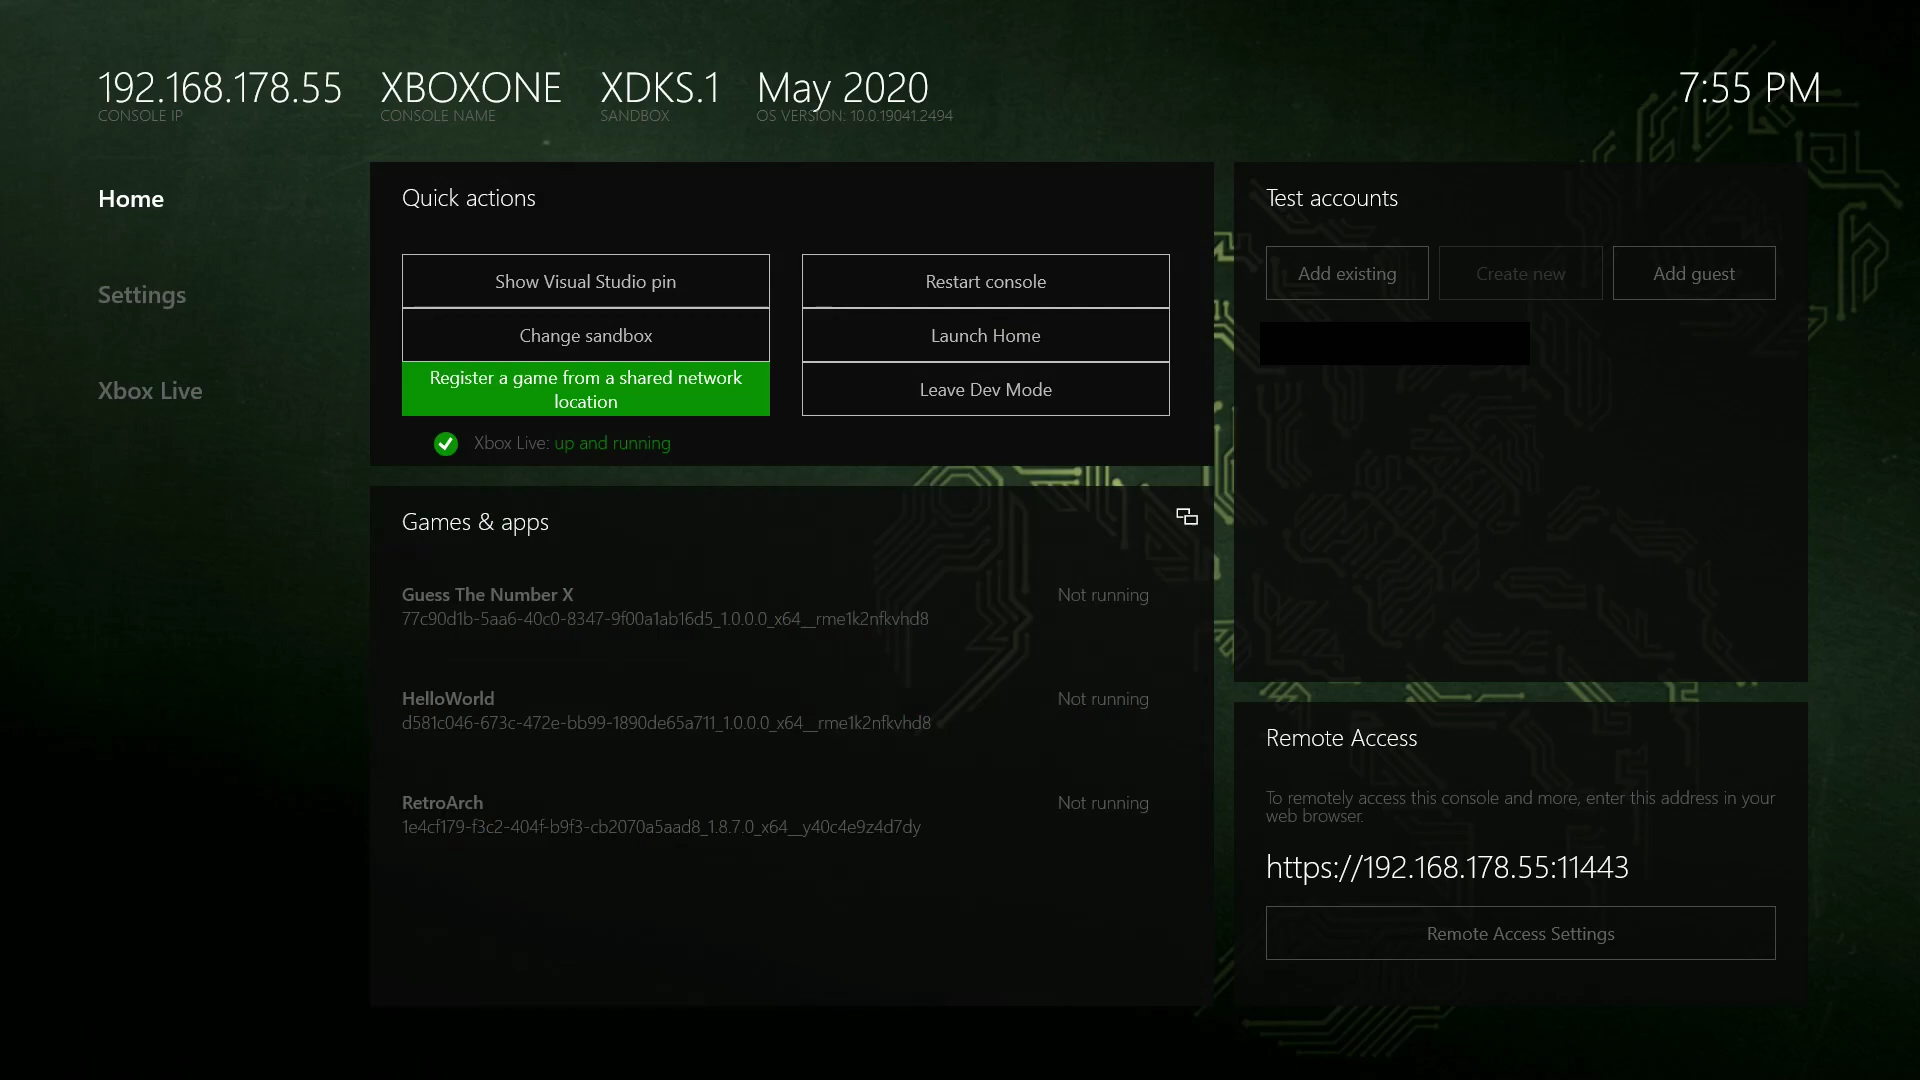 192.168.178.55 XBOXONE XDKS.1 May 2020 7:55 PM
CONSOLE IP CONSOLE NAME SANDBOX OS VERSION: 10.0.19041.2494
Home
Settings
Xbox Live
Quick actions
Show Visual Studio pin
Restart console
Change sandbox
Launch Home
Register a game from a shared network
location
Leave Dev Mode
Xbox Live: up and running
Games & apps
Guess The Number X Not running
77c90d1b-5aa6-40c0-8347-9f00a1ab16d5_1.0.0.0_x64__rme1k2nfkvhd8
HelloWorld Not running
d581c046-673c-472e-bb99-1890de65a711_1.0.0.0_x64__rme1k2nfkvhd8
RetroArch Not running
1e4cf179-f3c2-404f-b9f3-cb2070a5aad8_1.8.7.0_x64__y40c4e9z4d7dy
Test accounts
Add existing
Create new
Add guest
Remote Access
To remotely access this console and more, enter this address in your
web browser.
https://192.168.178.55:11443
Remote Access Settings